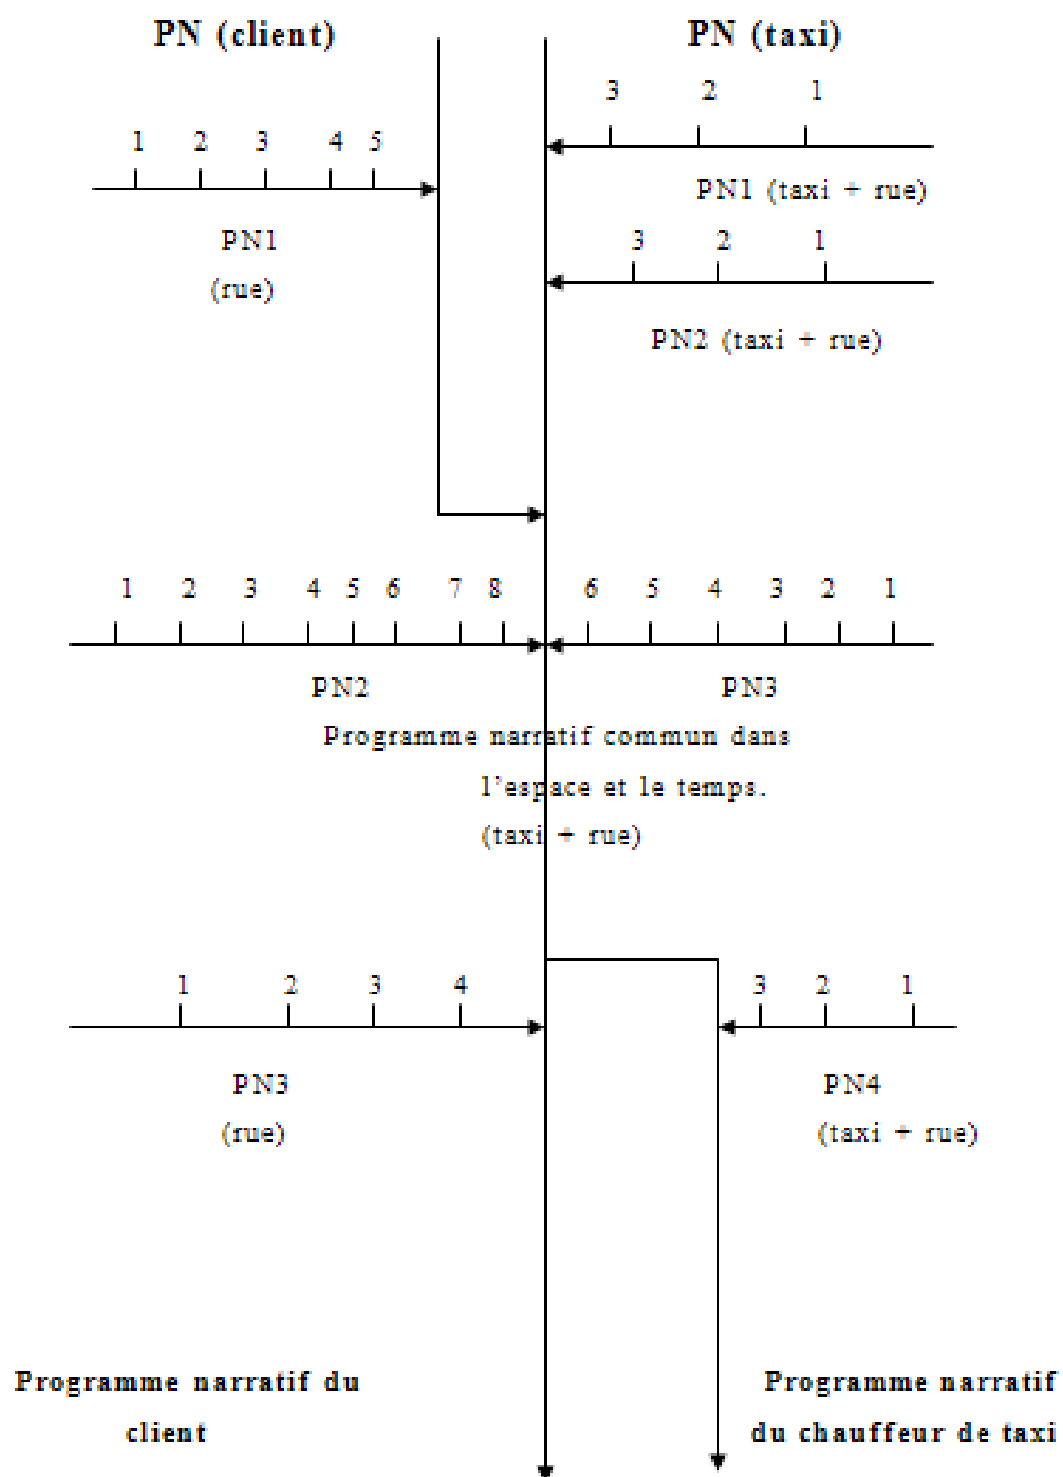 PN (client)
PN (taxi)
3 2 1
1 2 3 4 5
PN1 (taxi + rue)
PN1
(rue)
3 2 1
PN2 (taxi + rue)
1 2 3 4 5 6 7 8
6 5 4 3 2 1
PN2
PN3
Programme narratif commun dans
l'espace et le temps.
(taxi + rue)
1 2 3 4
3 2 1
PN3
(rue)
PN4
(taxi + rue)
Programme narratif du
client
Programme narratif
du chauffeur de taxi